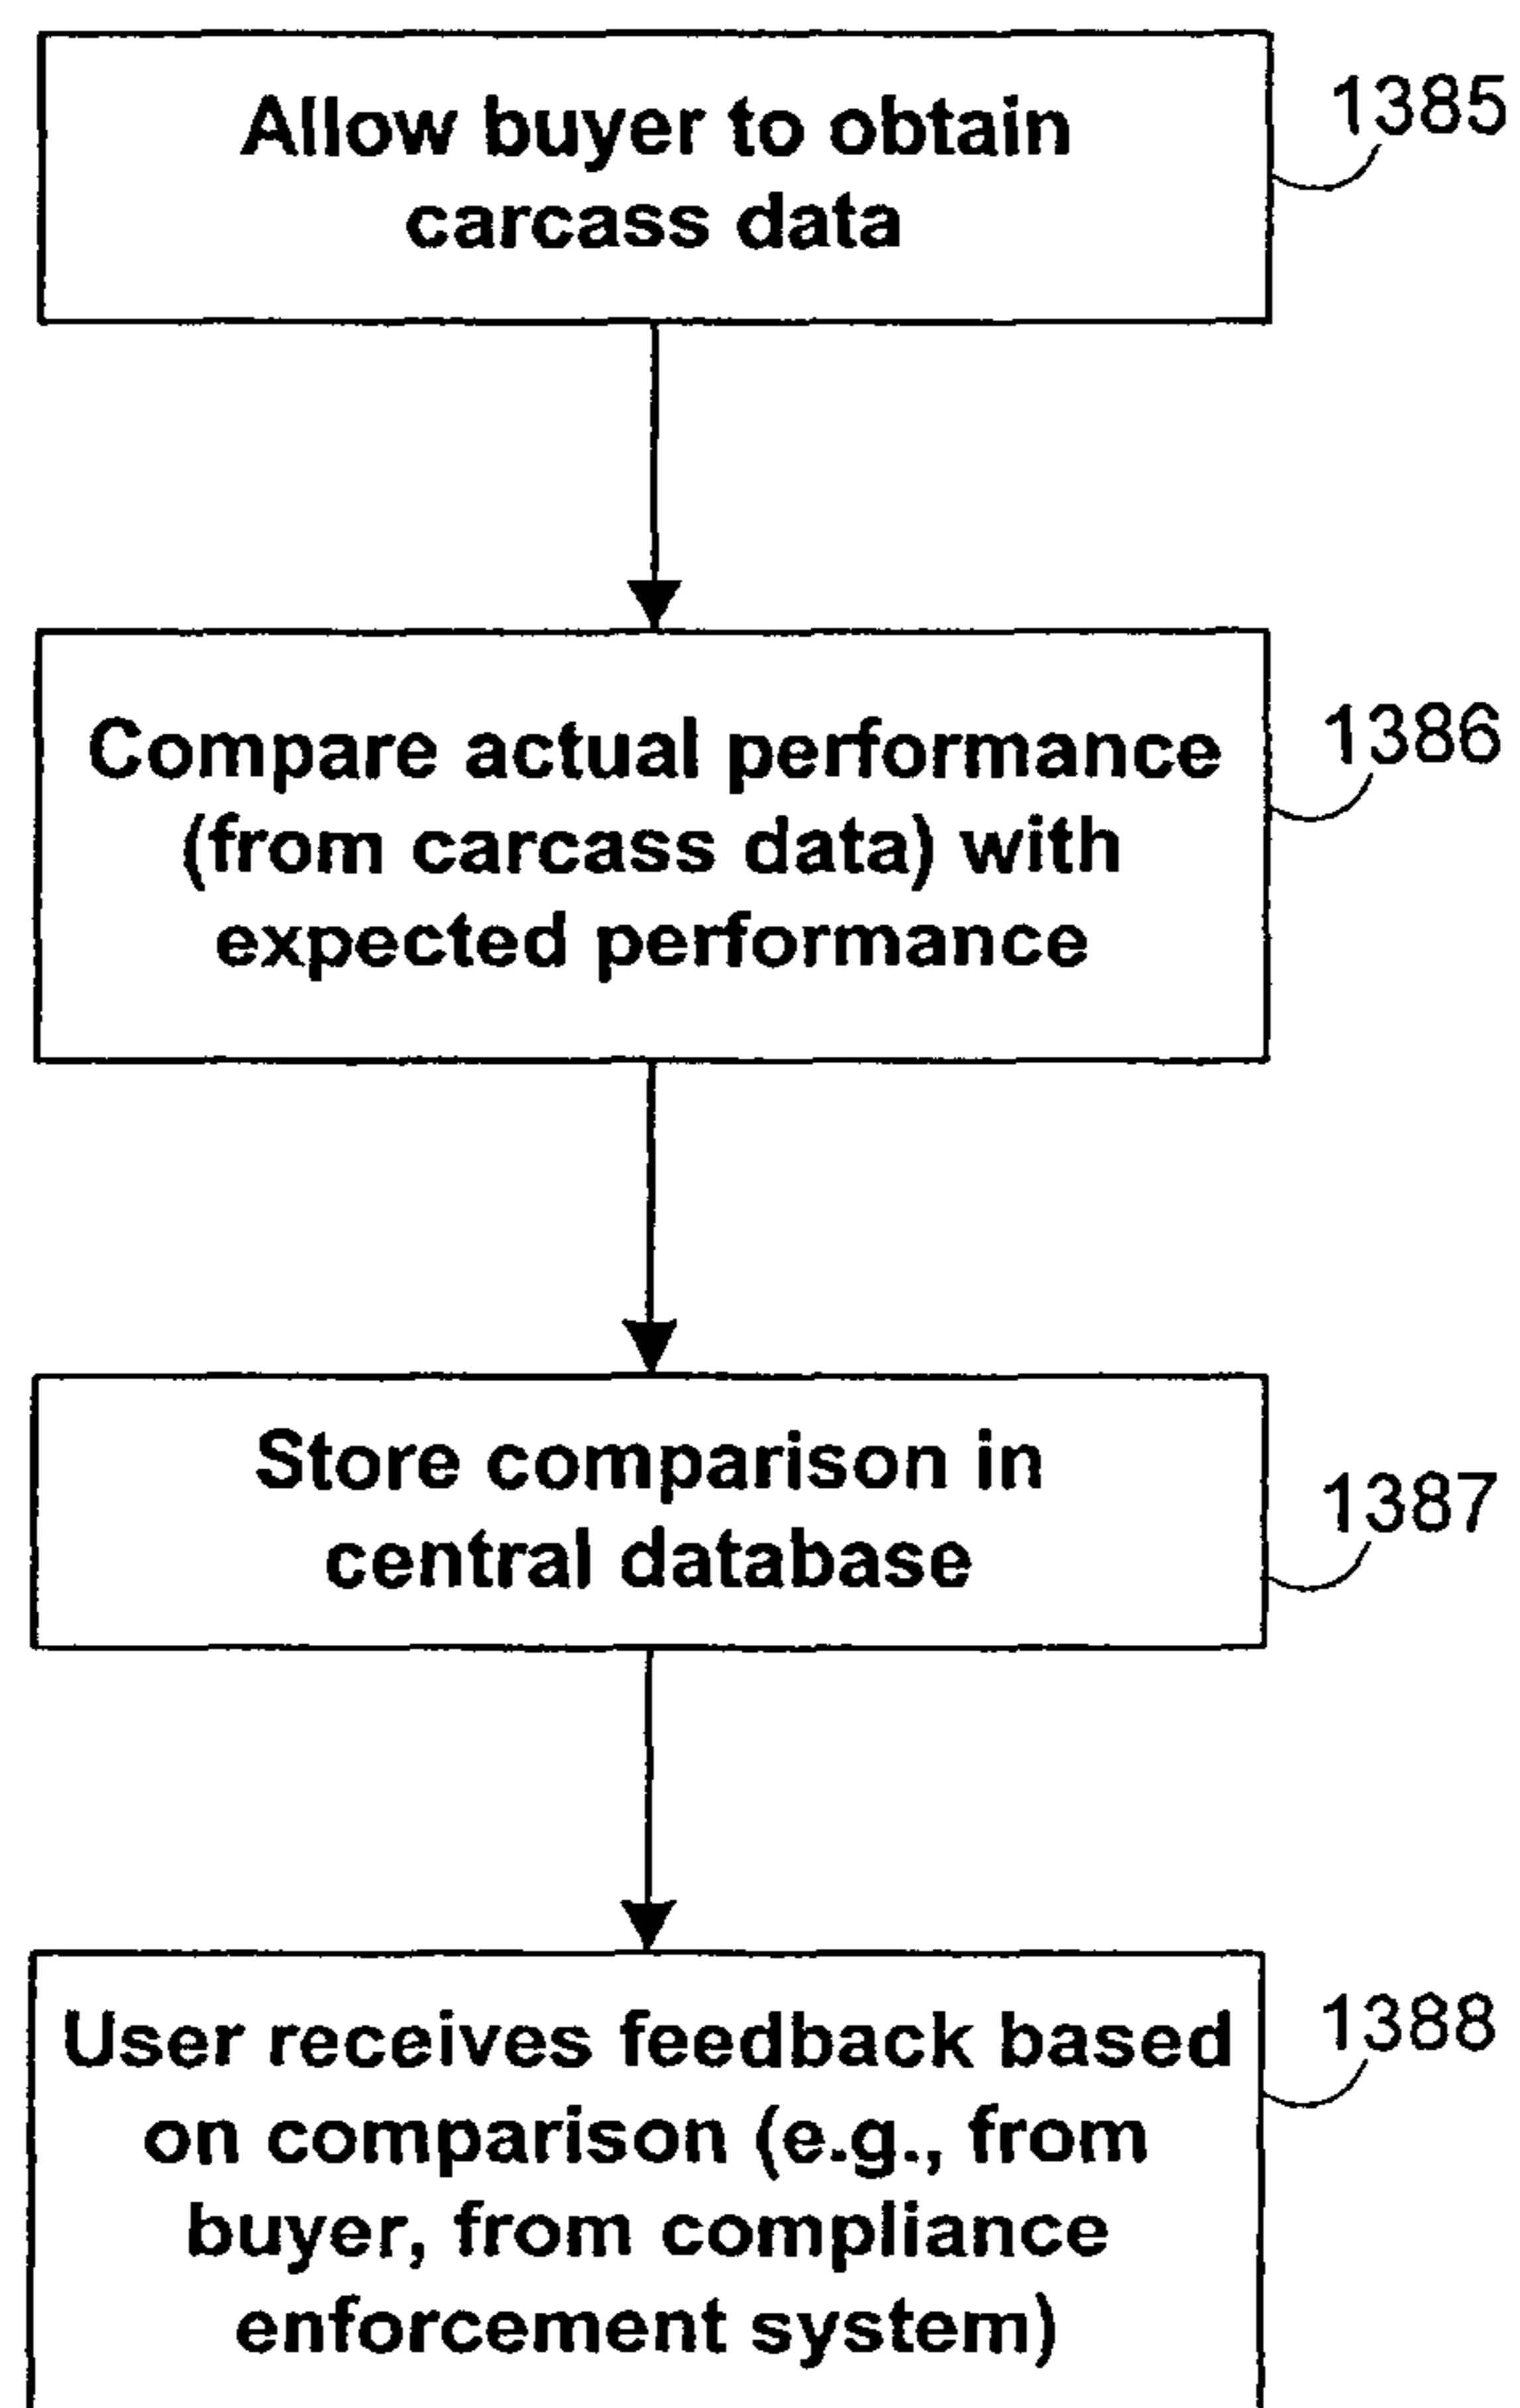 Allow buyer to obtain
carcass data
1385
Compare actual performance
(from carcass data) with
expected performance
1386
Store comparison in
central database
1387
User receives feedback based
on comparison (e.g., from
buyer, from compliance
enforcement system)
1388